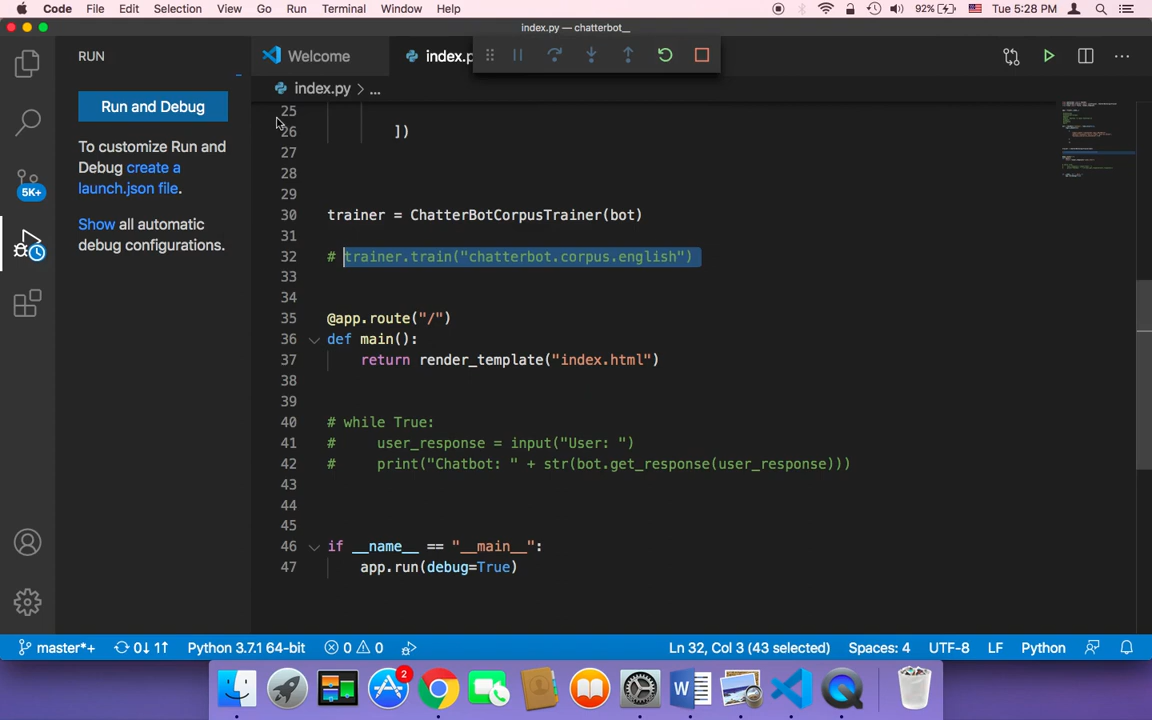 Code File Edit Selection View Go Run Terminal Window Help 92% Tue 5:28 PM
index.py — chatterbot_
RUN
Welcome
index.p
Run and Debug
index.py > ...
To customize Run and
Debug create a
launch.json file.
Show all automatic
debug configurations.
5K+
25
26 ])
27
28
29
30 trainer = ChatterBotCorpusTrainer(bot)
31
32 # trainer.train("chatterbot.corpus.english")
33
34
35 @app.route("/")
36 def main():
37 return render_template("index.html")
38
39
40 # while True:
41 # user_response = input("User: ")
42 # print("Chatbot: " + str(bot.get_response(user_response)))
43
44
45
46 if __name__ == "__main__":
47 app.run(debug=True)
master*+ 0↓ 1↑ Python 3.7.1 64-bit 0 0 Ln 32, Col 3 (43 selected) Spaces: 4 UTF-8 LF Python
2